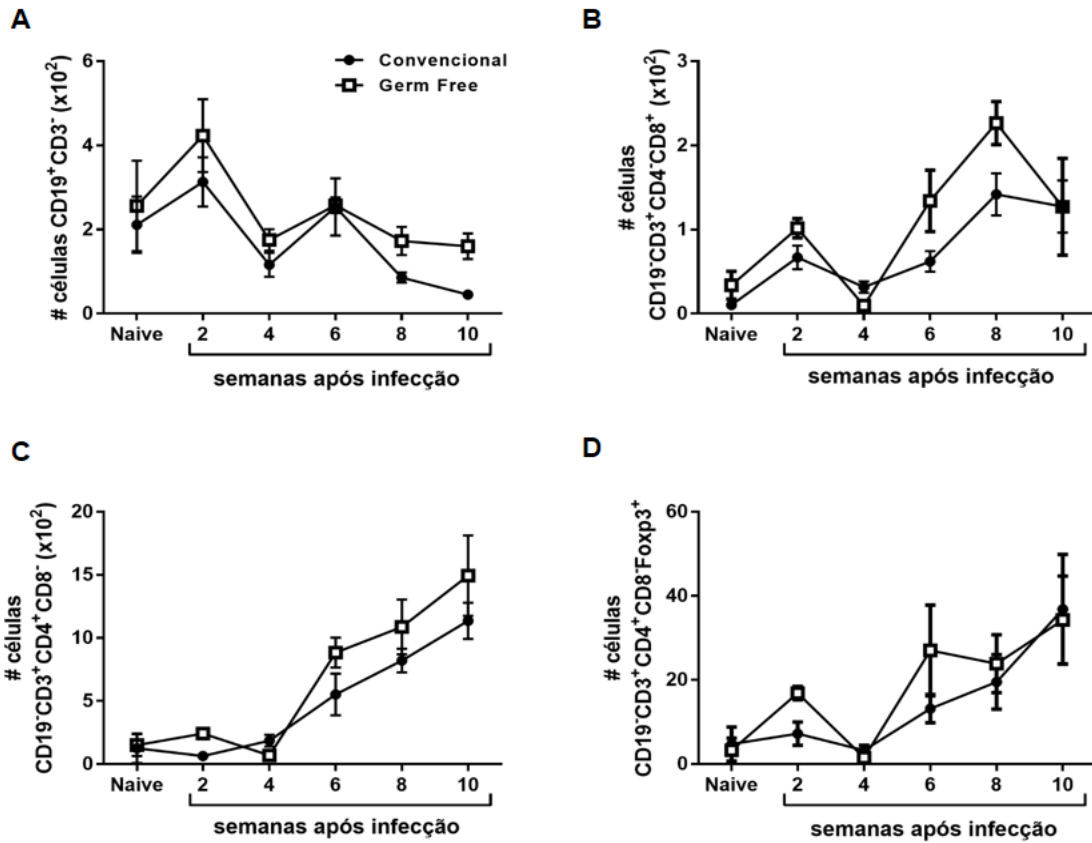 A
# células CD19⁺CD3⁻ (x10²)
6
4
2
0
Convencional
Germ Free
Naive 2 4 6 8 10
semanas após infecção
B
# células
CD19⁻CD3⁺CD4⁻CD8⁺ (x10²)
3
2
1
0
Naive 2 4 6 8 10
semanas após infecção
C
# células
CD19⁻CD3⁺CD4⁺CD8⁻ (x10²)
20
15
10
5
0
Naive 2 4 6 8 10
semanas após infecção
D
# células
CD19⁻CD3⁺CD4⁺CD8⁻Foxp3⁺
60
40
20
0
Naive 2 4 6 8 10
semanas após infecção